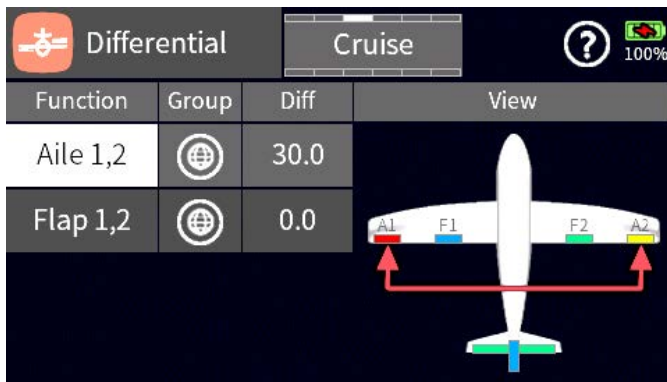 Differential
Cruise
?
100%
Function Group Diff View
Aile 1,2 30.0
Flap 1,2 0.0
A1 F1 F2 A2